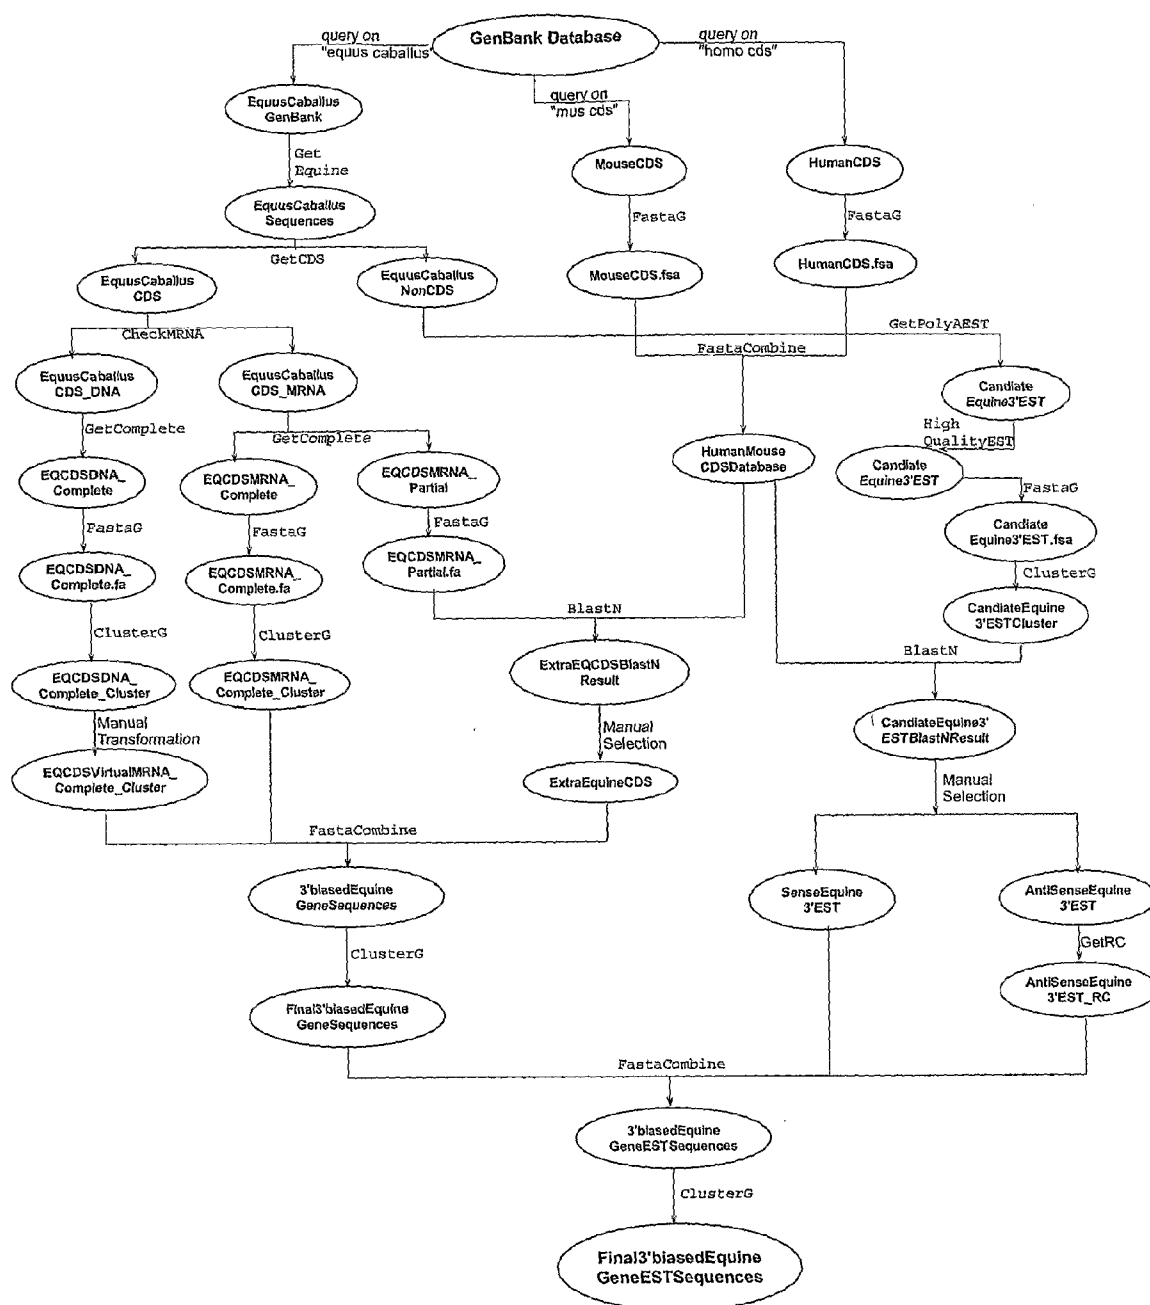 GenBank Database
query on
"equus caballus"
query on
"homo cds"
query on
"mus cds"
EquusCaballus
GenBank
Get
Equine
MouseCDS
HumanCDS
EquusCaballus
Sequences
FastaG
FastaG
GetCDS
EquusCaballus
CDS
EquusCaballus
NonCDS
MouseCDS.fsa
HumanCDS.fsa
CheckMRNA
GetPolyAEST
FastaCombine
EquusCaballus
CDS_DNA
EquusCaballus
CDS_MRNA
Candiate
Equine3'EST
GetComplete
GetComplete
High
QualityEST
EQCDSDNA_
Complete
EQCDSMRNA_
Complete
EQCDSMRNA_
Partial
HumanMouse
CDSDatabase
Candiate
Equine3'EST
FastaG
FastaG
FastaG
FastaG
EQCDSDNA_
Complete.fa
EQCDSMRNA_
Complete.fa
EQCDSMRNA_
Partial.fa
Candiate
Equine3'EST.fsa
ClusterG
BlastN
CandiateEquine
3'ESTCluster
ClusterG
ClusterG
BlastN
EQCDSDNA_
Complete_Cluster
EQCDSMRNA_
Complete_Cluster
ExtraEQCDSBlastN
Result
Manual
Transformation
Manual
Selection
CandiateEquine3'
ESTBlastNResult
EQCDSVirtualMRNA_
Complete_Cluster
ExtraEquineCDS
Manual
Selection
FastaCombine
3'biasedEquine
GeneSequences
SenseEquine
3'EST
AntiSenseEquine
3'EST
ClusterG
GetRC
Final3'biasedEquine
GeneSequences
AntiSenseEquine
3'EST_RC
FastaCombine
3'biasedEquine
GeneESTSequences
ClusterG
Final3'biasedEquine
GeneESTSequences